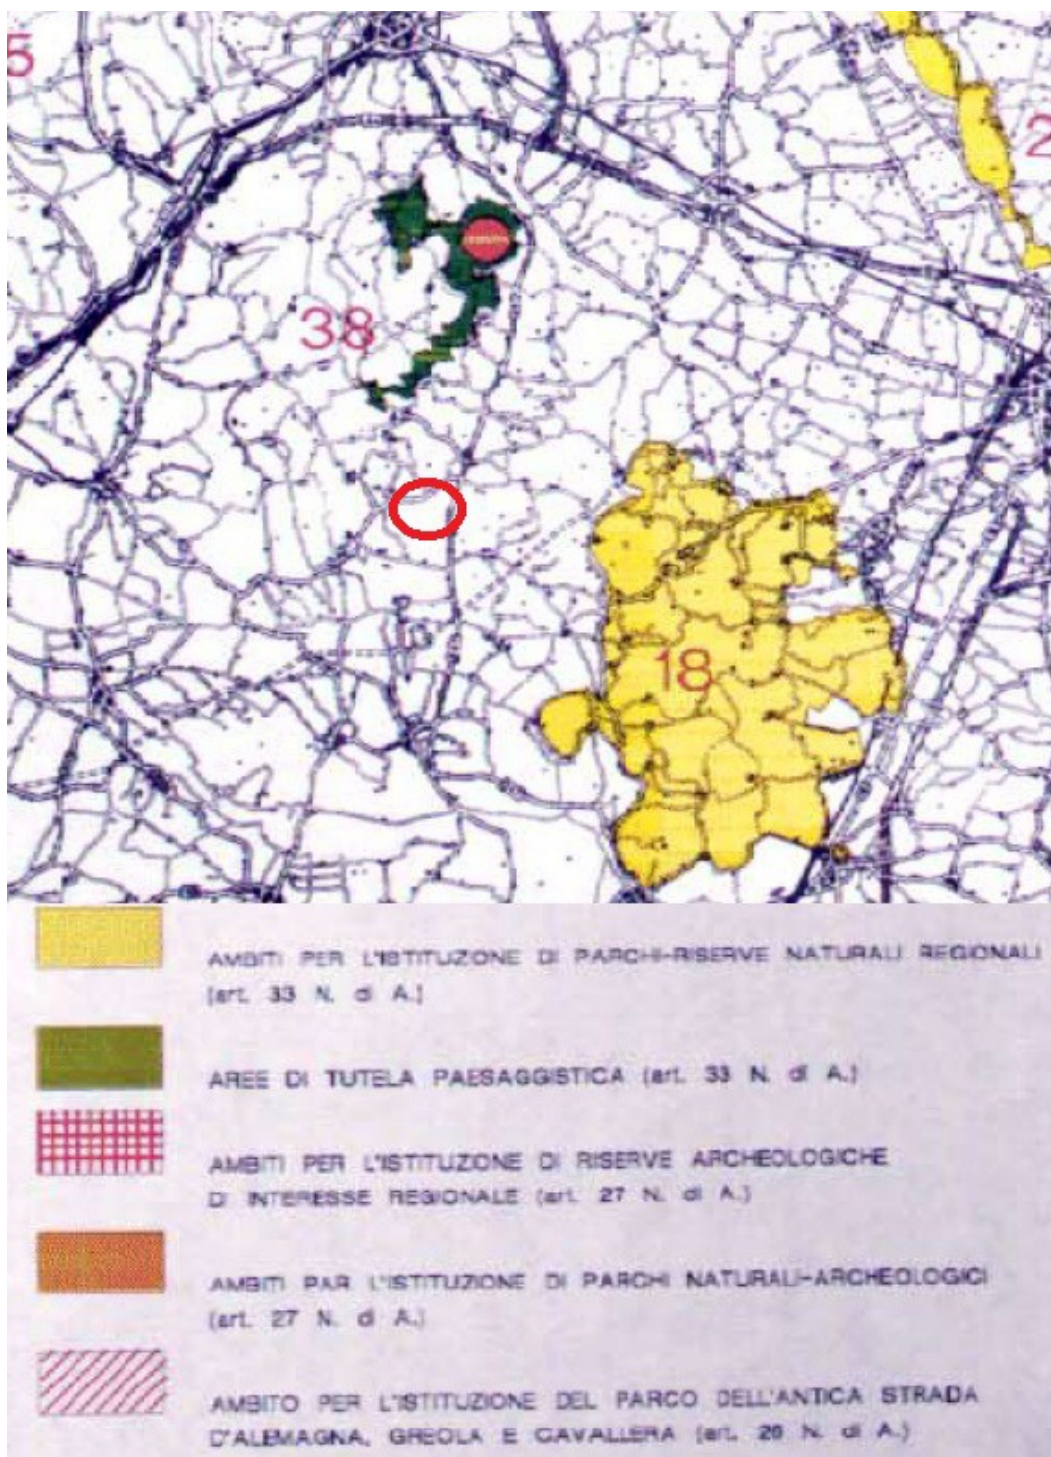 5
2
38
18
AMBITI PER L'ISTITUZIONE DI PARCHI-RISERVE NATURALI REGIONALI
(art. 33 N. di A.)
AREE DI TUTELA PAESAGGISTICA (art. 33 N. di A.)
AMBITI PER L'ISTITUZIONE DI RISERVE ARCHEOLOGICHE
DI INTERESSE REGIONALE (art. 27 N. di A.)
AMBITI PAR L'ISTITUZIONE DI PARCHI NATURALI-ARCHEOLOGICI
(art. 27 N. di A.)
AMBITO PER L'ISTITUZIONE DEL PARCO DELL'ANTICA STRADA
D'ALEMAGNA, GREOLA E CAVALLERA (art. 20 N. di A.)